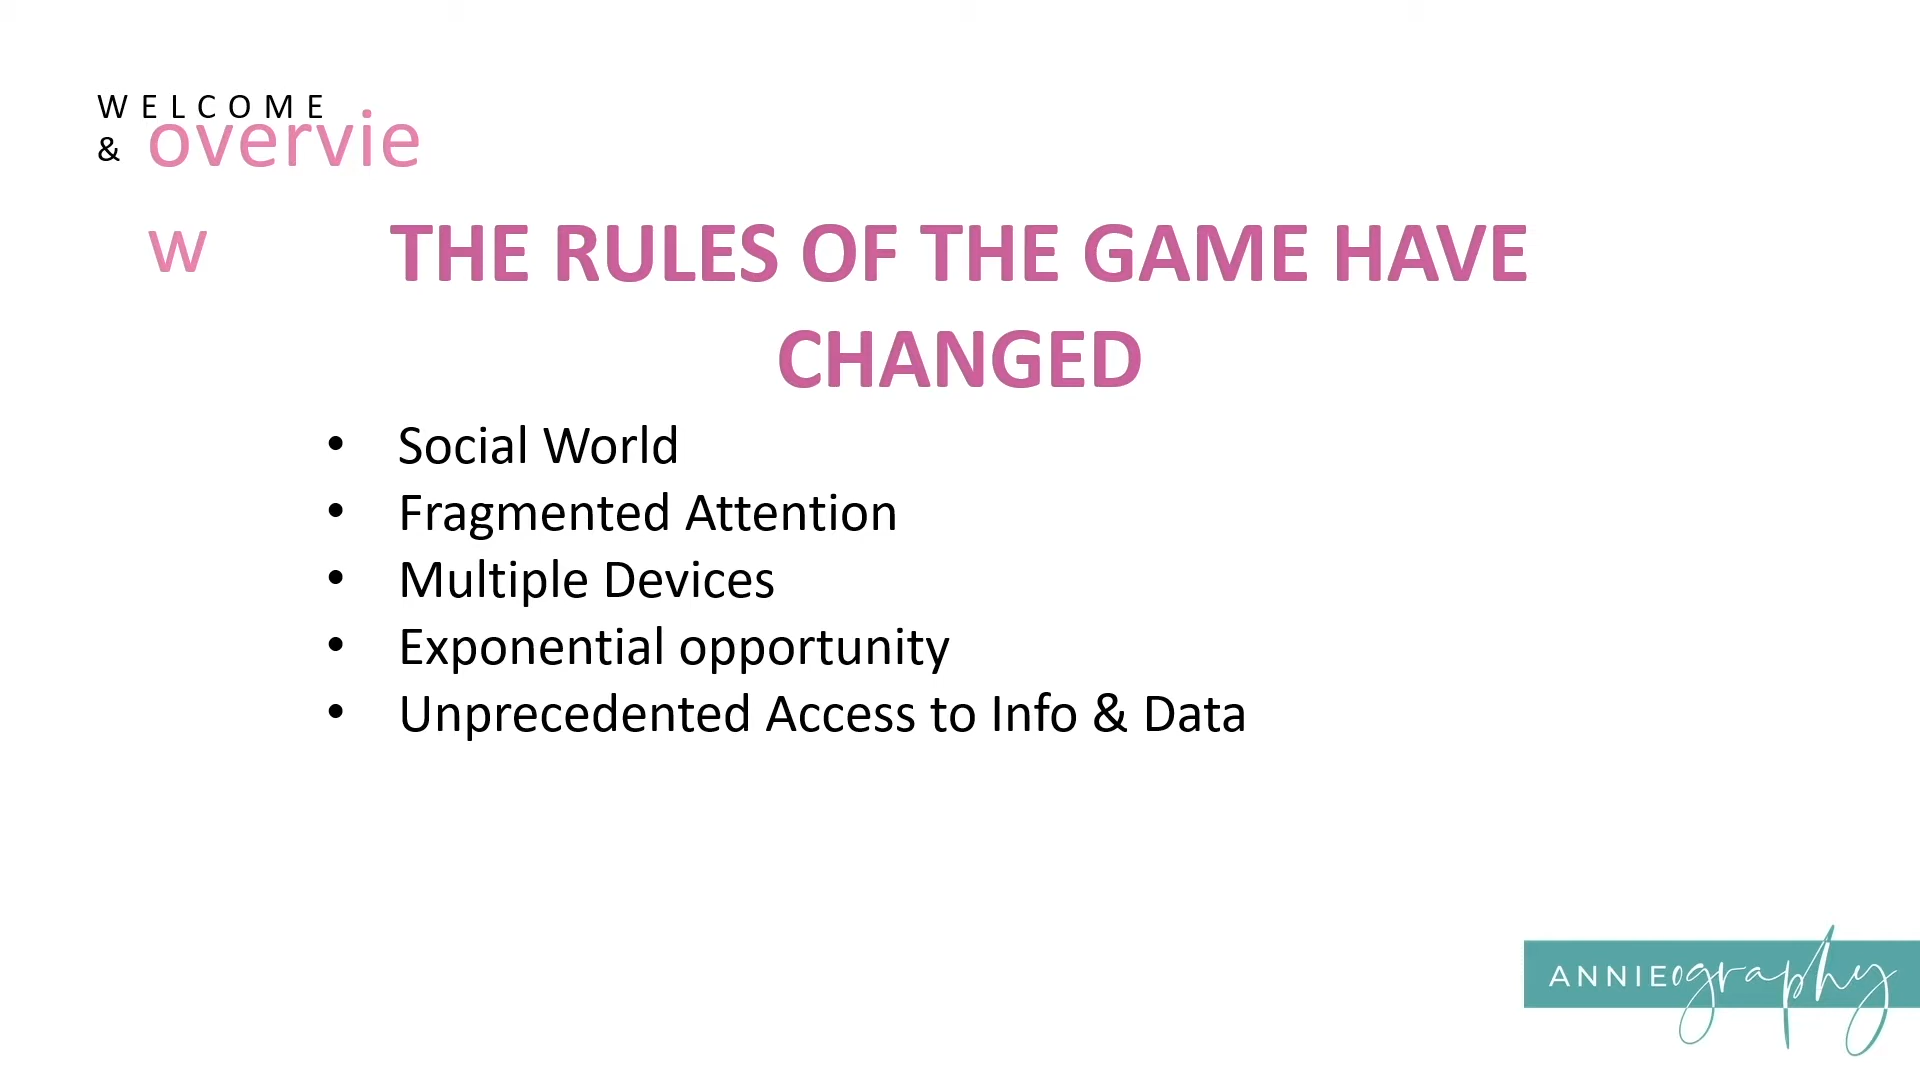 WELCOME
& overvie
w
THE RULES OF THE GAME HAVE
CHANGED
• Social World
• Fragmented Attention
• Multiple Devices
• Exponential opportunity
• Unprecedented Access to Info & Data
ANNIEography